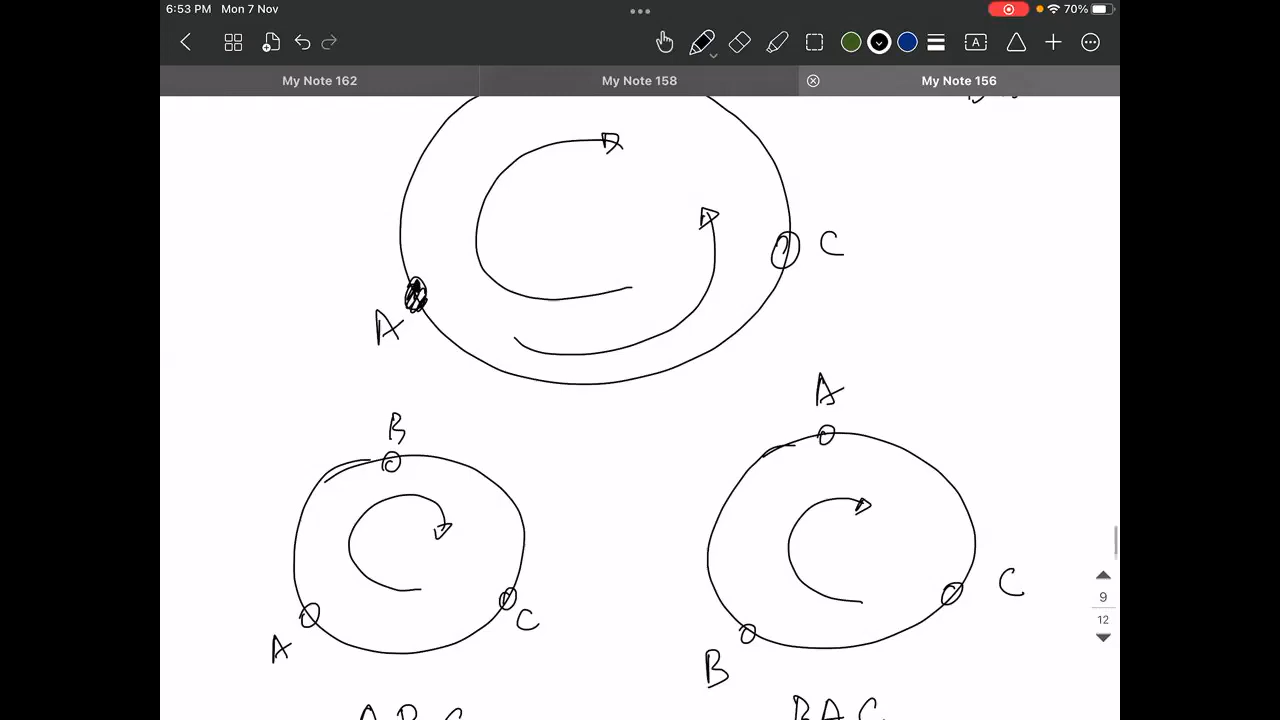 6:53 PM Mon 7 Nov
70%
My Note 162
My Note 158
My Note 156
A
C
A
B
B
A
C
C
A
B
9
12
A B C
B A C